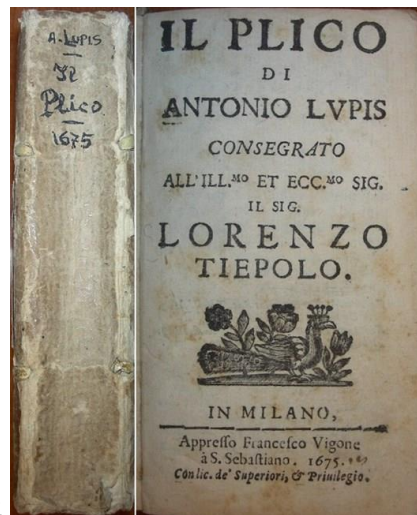 A. LUPIS
Il
Plico
1675
IL PLICO
DI
ANTONIO LVPIS
CONSEGRATO
ALL'ILL.MO ET ECC.MO SIG.
IL SIG.
LORENZO
TIEPOLO.
IN MILANO,
Appresso Francesco Vigone
à S. Sebastiano. 1675.
Con lic. de' Superiori, & Priuilegio.